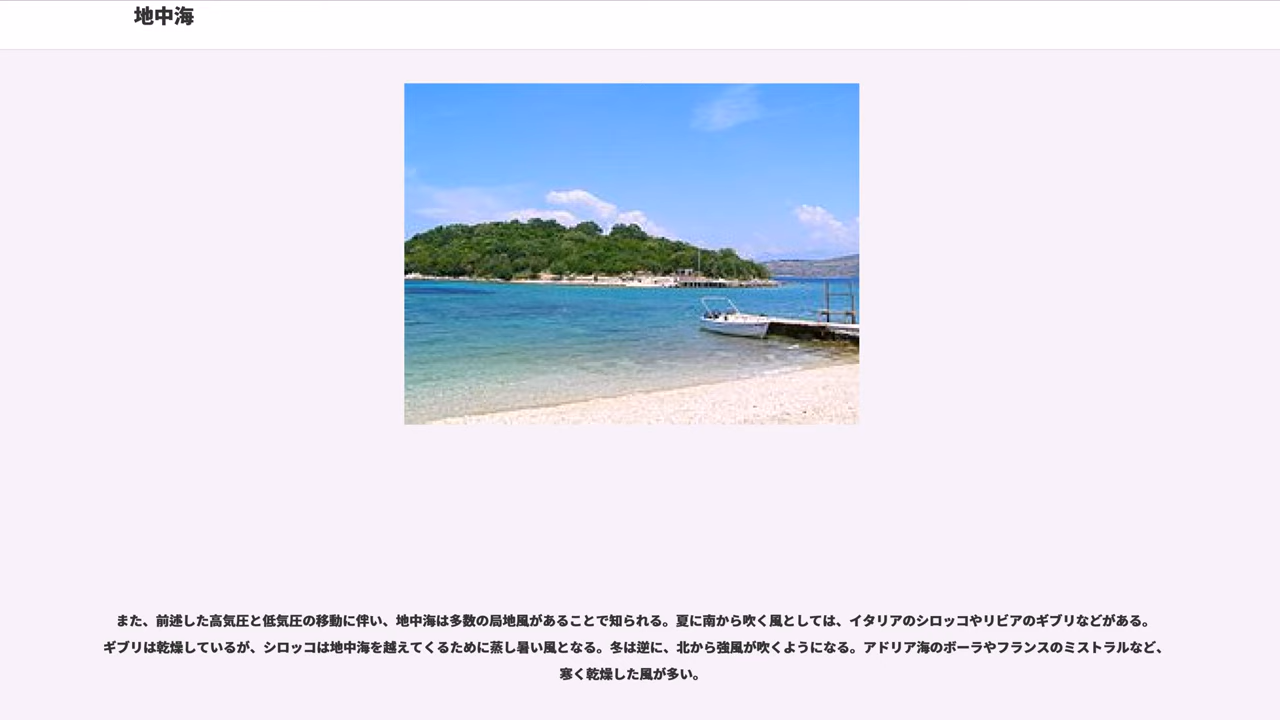 地中海
また、前述した高気圧と低気圧の移動に伴い、地中海は多数の局地風があることで知られる。夏に南から吹く風としては、イタリアのシロッコやリビアのギブリなどがある。
ギブリは乾燥しているが、シロッコは地中海を越えてくるために蒸し暑い風となる。冬は逆に、北から強風が吹くようになる。アドリア海のボーラやフランスのミストラルなど、
寒く乾燥した風が多い。